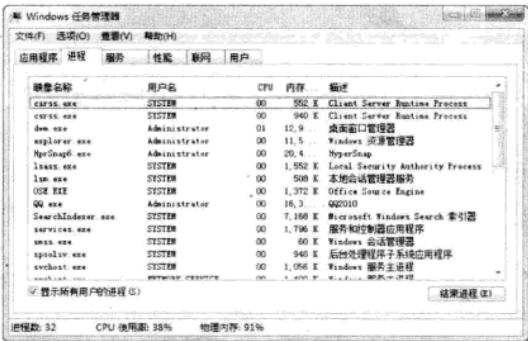 Windows 任务管理器
文件(F) 选项(O) 查看(V) 帮助(H)
应用程序 进程 服务 性能 联网 用户
映像名称 用户名 CPU 内存... 描述
csrss.exe SYSTEM 00 552 K Client Server Runtime Process
csrss.exe SYSTEM 00 940 K Client Server Runtime Process
dwm.exe Administrator 01 12,9... 桌面窗口管理器
explorer.exe Administrator 00 11,5... Windows 资源管理器
HprSnap6.exe Administrator 00 20,4... HyperSnap
lsass.exe SYSTEM 00 1,552 K Local Security Authority Process
lsm.exe SYSTEM 00 508 K 本地会话管理器服务
OSE.EXE SYSTEM 00 1,372 K Office Source Engine
QQ.exe Administrator 00 16,3... QQ2010
SearchIndexer.exe SYSTEM 00 7,168 K Microsoft Windows Search 索引器
services.exe SYSTEM 00 1,796 K 服务和控制器应用程序
smss.exe SYSTEM 00 60 K Windows 会话管理器
spoolsv.exe SYSTEM 00 948 K 后台处理程序子系统应用程序
svchost.exe SYSTEM 00 1,056 K Windows 服务主进程
显示所有用户的进程(S) 结束进程(E)
进程数: 32 CPU 使用率: 38% 物理内存: 91%